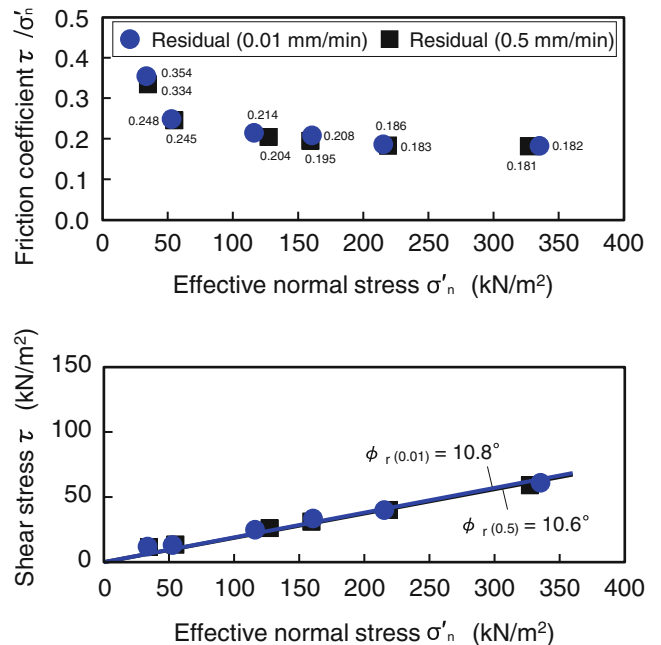 Friction coefficient τ /σ′n
0.5
0.4
0.3
0.2
0.1
0.0
Residual (0.01 mm/min) Residual (0.5 mm/min)
0.354
0.334
0.248
0.245
0.214
0.204
0.208
0.195
0.186
0.183
0.182
0.181
0 50 100 150 200 250 300 350 400
Effective normal stress σ′n (kN/m²)
Shear stress τ (kN/m²)
150
100
50
0
ϕ r (0.01) = 10.8°
ϕ r (0.5) = 10.6°
0 50 100 150 200 250 300 350 400
Effective normal stress σ′n (kN/m²)